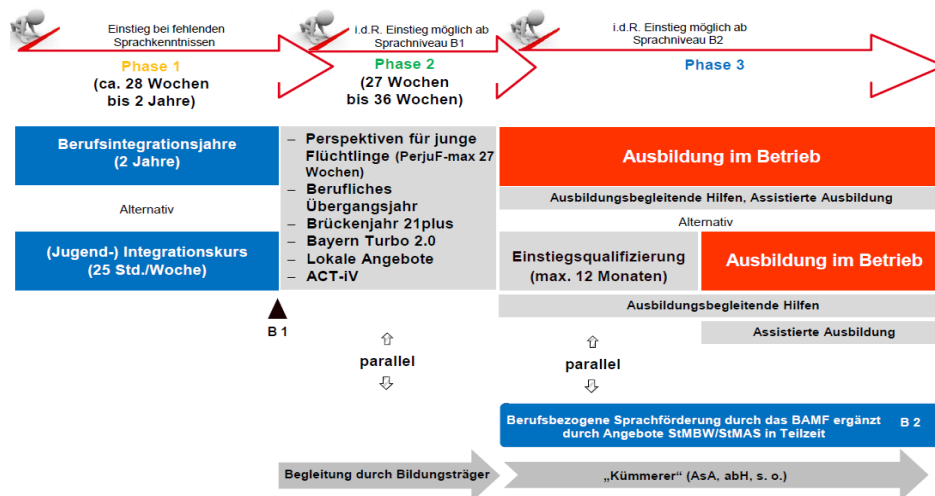 Einstieg bei fehlenden
Sprachkenntnissen
Phase 1
(ca. 28 Wochen
bis 2 Jahre)
i.d.R. Einstieg möglich ab
Sprachniveau B1
Phase 2
(27 Wochen
bis 36 Wochen)
i.d.R. Einstieg möglich ab
Sprachniveau B2
Phase 3
Berufsintegrationsjahre
(2 Jahre)
Alternativ
(Jugend-) Integrationskurs
(25 Std./Woche)
B 1
– Perspektiven für junge
Flüchtlinge (PerjuF-max 27
Wochen)
– Berufliches
Übergangsjahr
– Brückenjahr 21plus
– Bayern Turbo 2.0
– Lokale Angebote
– ACT-iV
Ausbildung im Betrieb
Ausbildungsbegleitende Hilfen, Assistierte Ausbildung
Alternativ
Einstiegsqualifizierung
(max. 12 Monaten)
Ausbildung im Betrieb
Ausbildungsbegleitende Hilfen
Assistierte Ausbildung
parallel
parallel
Berufsbezogene Sprachförderung durch das BAMF ergänzt B 2
durch Angebote StMBW/StMAS in Teilzeit
Begleitung durch Bildungsträger
„Kümmerer“ (AsA, abH, s. o.)